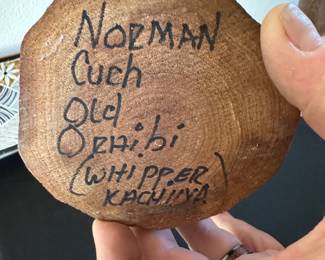 NORMAN
Cuch
Old
ORAibi
(WHIPPER
KACHINA)